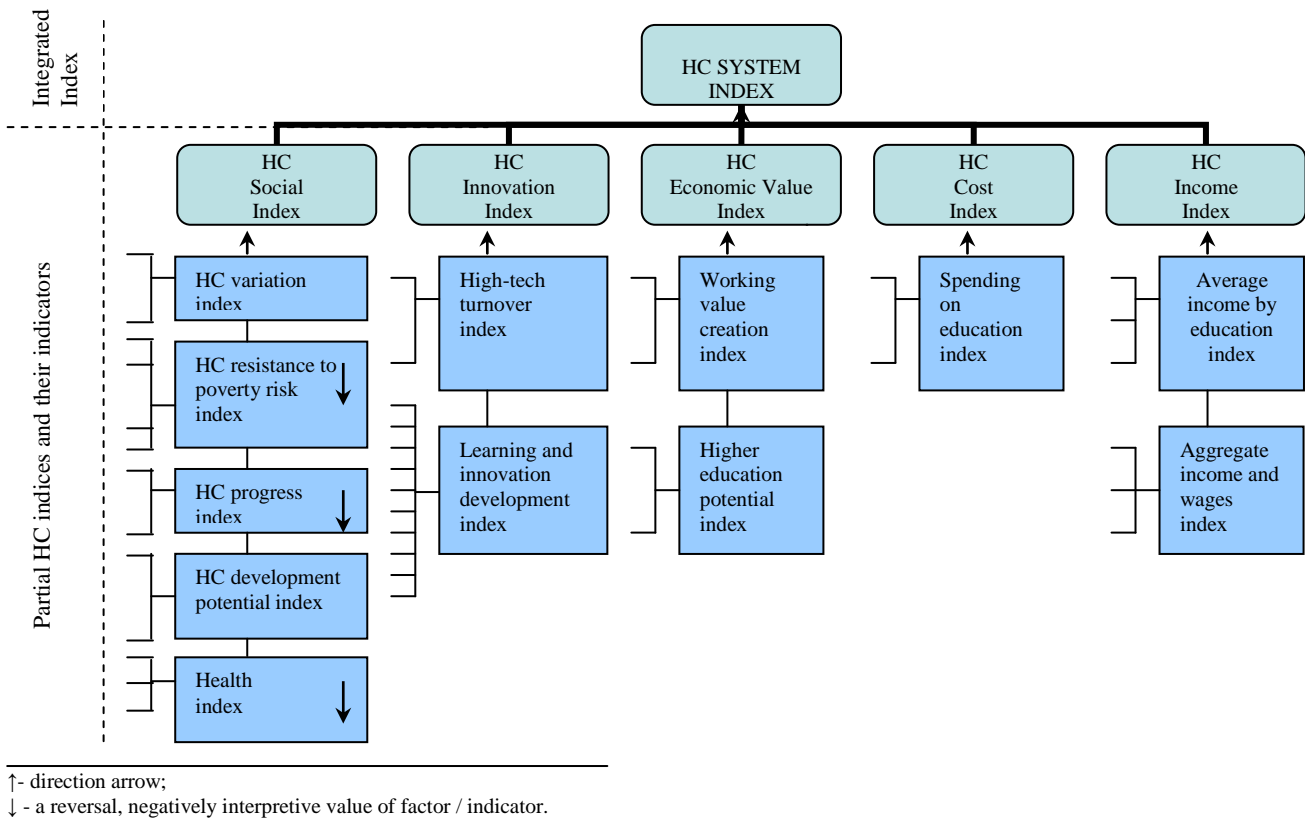 Integrated
Index
HC SYSTEM
INDEX
HC
Social
Index
HC
Innovation
Index
HC
Economic Value
Index
HC
Cost
Index
HC
Income
Index
Partial HC indices and their indicators
HC variation
index
HC resistance to
poverty risk
index
HC progress
index
HC development
potential index
Health
index
High-tech
turnover
index
Learning and
innovation
development
index
Working
value
creation
index
Higher
education
potential
index
Spending
on
education
index
Average
income by
education
index
Aggregate
income and
wages
index
↑- direction arrow;
↓ - a reversal, negatively interpretive value of factor / indicator.